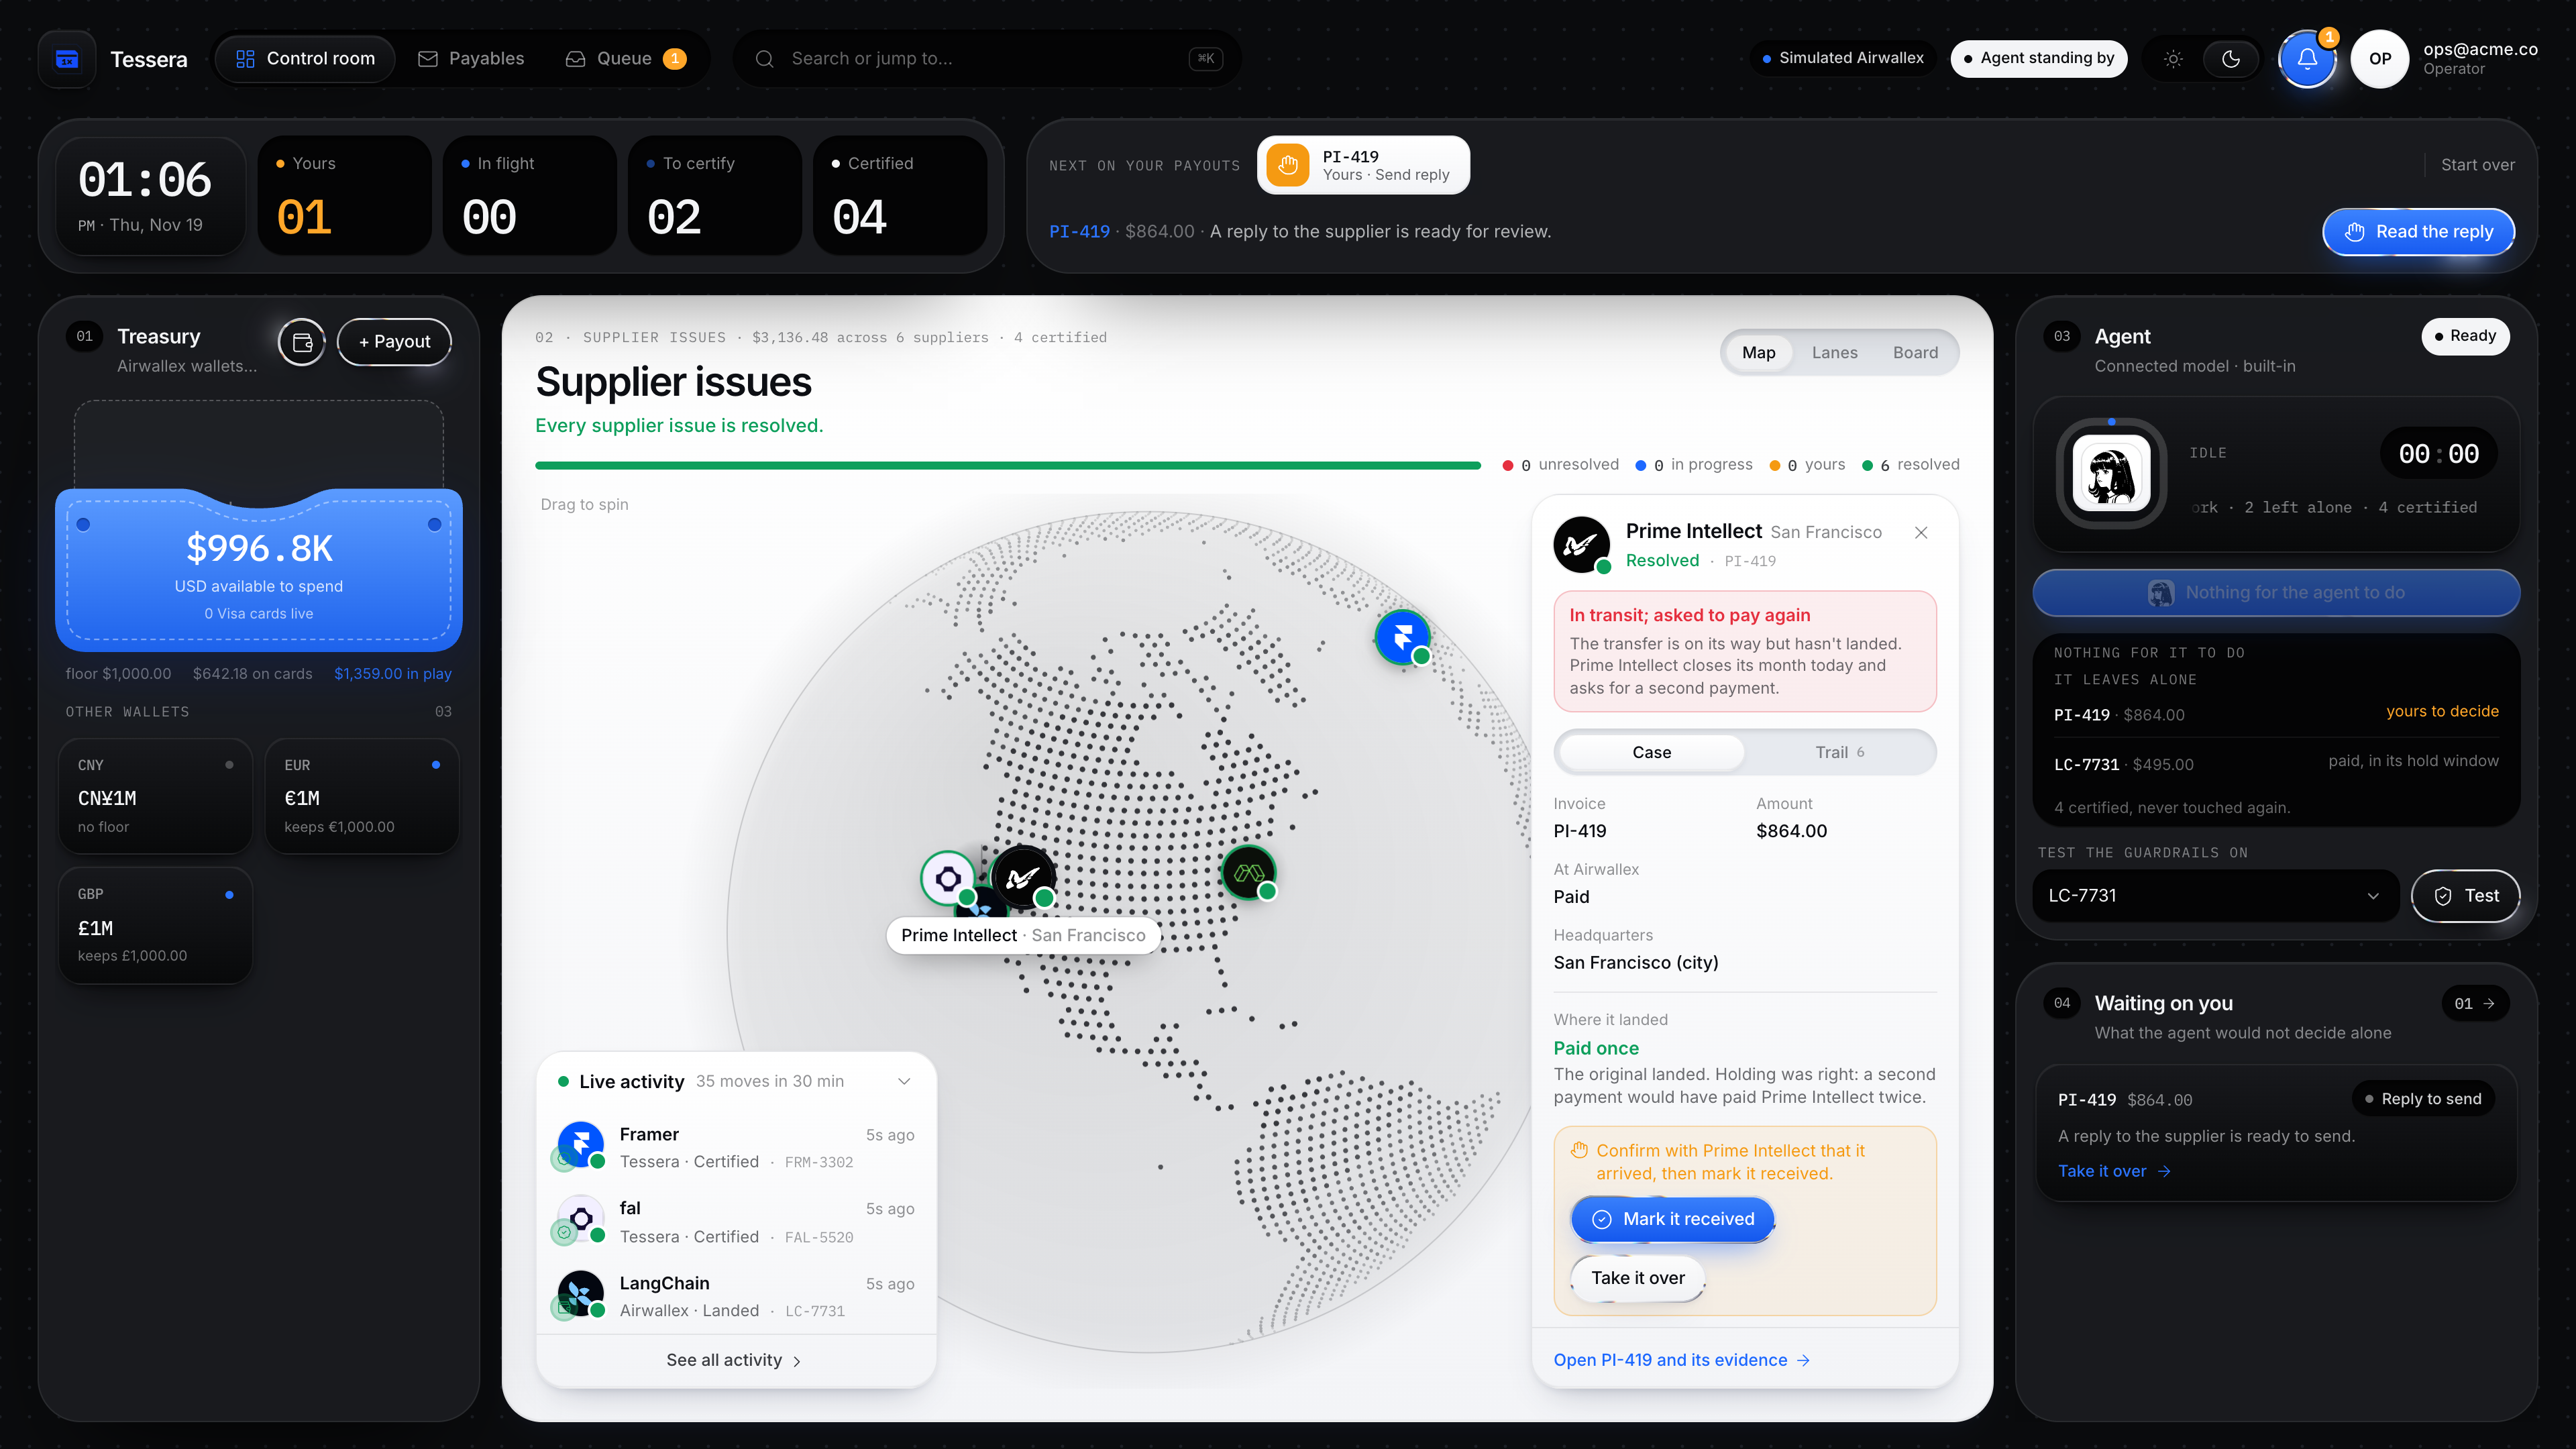 Tessera
Control room
Payables
Queue 1
Search or jump to...
⌘K
Simulated Airwallex
Agent standing by
1
OP
ops@acme.co
Operator
01:06
PM · Thu, Nov 19
Yours
01
In flight
00
To certify
02
Certified
04
NEXT ON YOUR PAYOUTS
PI-419
Yours · Send reply
Start over
PI-419 · $864.00 · A reply to the supplier is ready for review.
Read the reply
01
Treasury
Airwallex wallets...
+ Payout
$996.8K
USD available to spend
0 Visa cards live
floor $1,000.00
$642.18 on cards
$1,359.00 in play
OTHER WALLETS
03
CNY
CN¥1M
no floor
EUR
€1M
keeps €1,000.00
GBP
£1M
keeps £1,000.00
02 · SUPPLIER ISSUES · $3,136.48 across 6 suppliers · 4 certified
Supplier issues
Every supplier issue is resolved.
Map
Lanes
Board
0 unresolved
0 in progress
0 yours
6 resolved
Drag to spin
Prime Intellect · San Francisco
Live activity 35 moves in 30 min
Framer
5s ago
Tessera · Certified · FRM-3302
fal
5s ago
Tessera · Certified · FAL-5520
LangChain
5s ago
Airwallex · Landed · LC-7731
See all activity
Prime Intellect San Francisco
Resolved · PI-419
In transit; asked to pay again
The transfer is on its way but hasn't landed.
Prime Intellect closes its month today and
asks for a second payment.
Case
Trail 6
Invoice
PI-419
Amount
$864.00
At Airwallex
Paid
Headquarters
San Francisco (city)
Where it landed
Paid once
The original landed. Holding was right: a second
payment would have paid Prime Intellect twice.
Confirm with Prime Intellect that it
arrived, then mark it received.
Mark it received
Take it over
Open PI-419 and its evidence →
03
Agent
Connected model · built-in
Ready
IDLE
00:00
ork · 2 left alone · 4 certified
Nothing for the agent to do
NOTHING FOR IT TO DO
IT LEAVES ALONE
PI-419 · $864.00
yours to decide
LC-7731 · $495.00
paid, in its hold window
4 certified, never touched again.
TEST THE GUARDRAILS ON
LC-7731
Test
04
Waiting on you
What the agent would not decide alone
01 →
PI-419 $864.00
Reply to send
A reply to the supplier is ready to send.
Take it over →